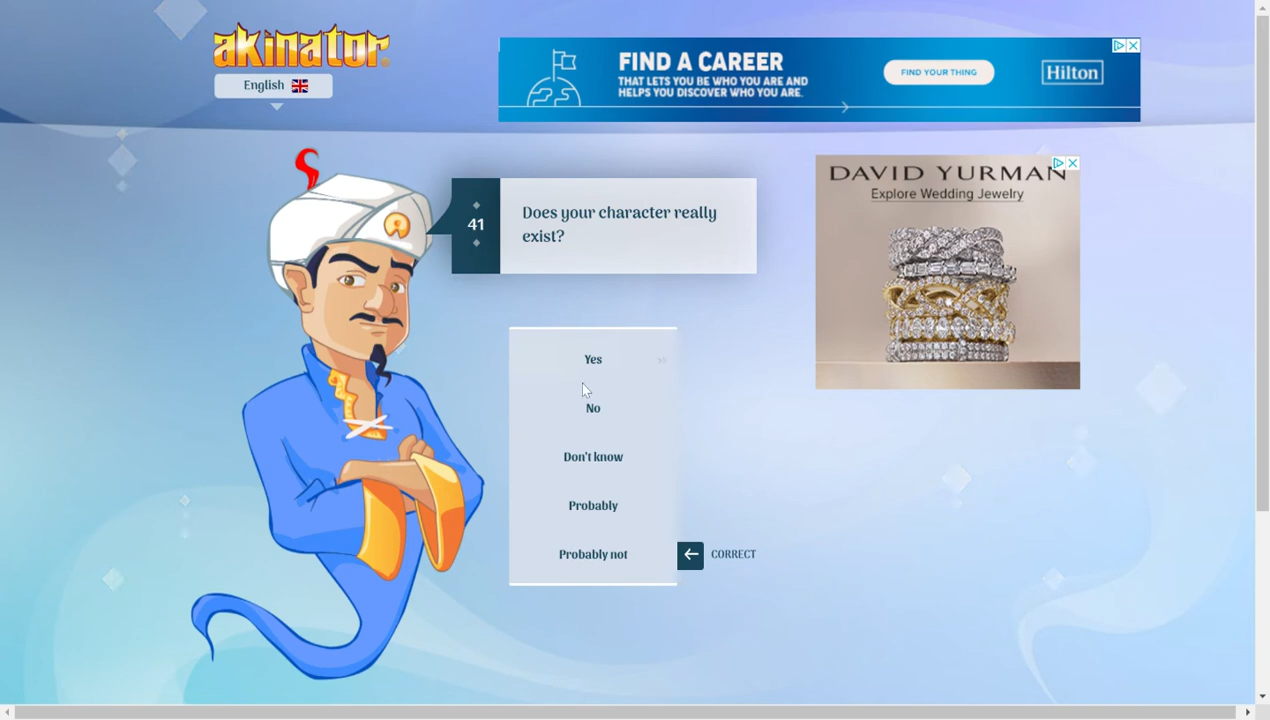 akinator
English
FIND A CAREER
THAT LETS YOU BE WHO YOU ARE AND
HELPS YOU DISCOVER WHO YOU ARE.
FIND YOUR THING
Hilton
41
Does your character really
exist?
DAVID YURMAN
Explore Wedding Jewelry
Yes
No
Don't know
Probably
Probably not
CORRECT